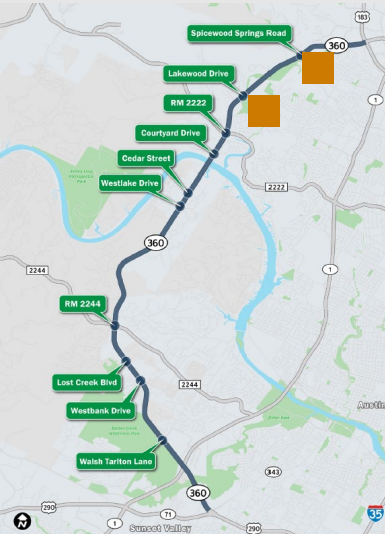 183
Spicewood Springs Road
360
Lakewood Drive
1
RM 2222
Courtyard Drive
Cedar Street
Westlake Drive
2222
360
2244
1
RM 2244
Lost Creek Blvd
2244
Westbank Drive
Austin
Walsh Tarlton Lane
343
360
290
71
35
1
Sunset Valley
290
N